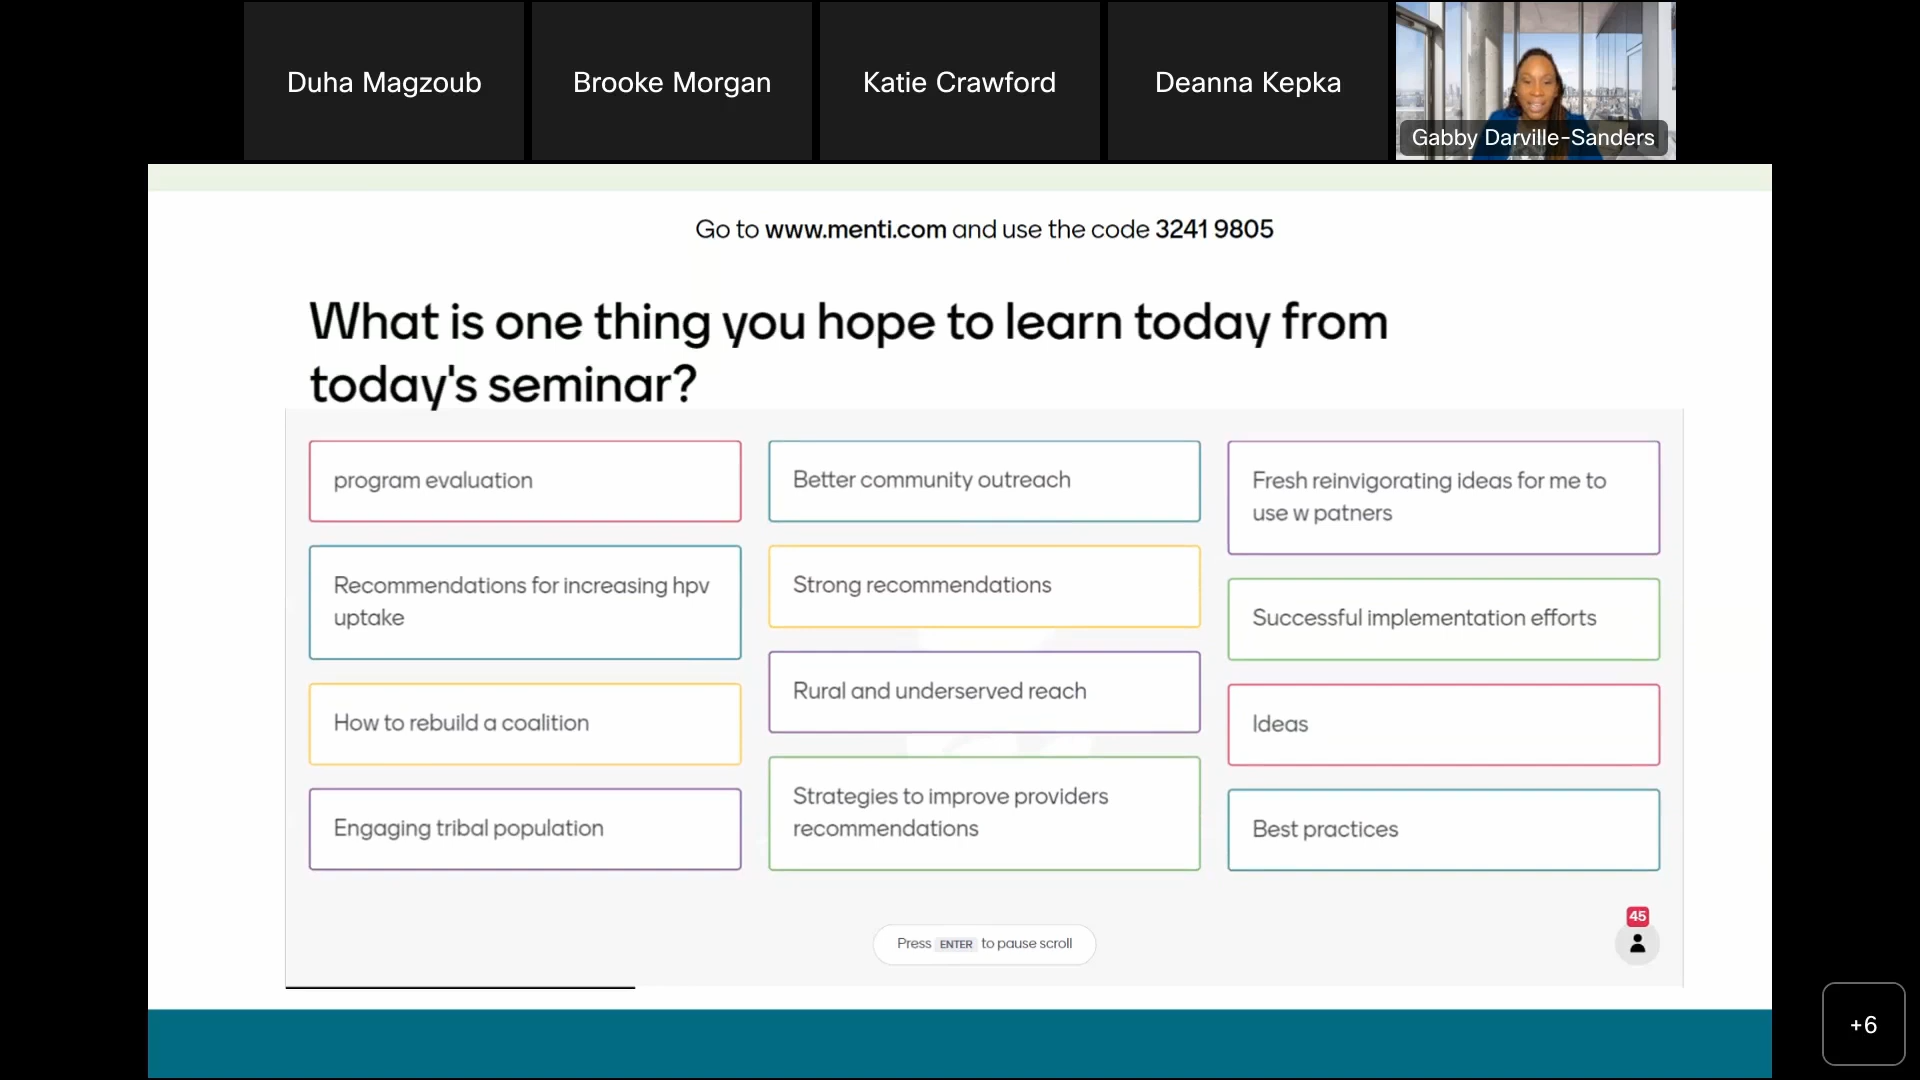 Duha Magzoub
Brooke Morgan
Katie Crawford
Deanna Kepka
Gabby Darville-Sanders
Go to www.menti.com and use the code 3241 9805
What is one thing you hope to learn today from
today's seminar?
program evaluation
Recommendations for increasing hpv
uptake
How to rebuild a coalition
Engaging tribal population
Better community outreach
Strong recommendations
Rural and underserved reach
Strategies to improve providers
recommendations
Fresh reinvigorating ideas for me to
use w patners
Successful implementation efforts
Ideas
Best practices
Press ENTER to pause scroll
45
+6